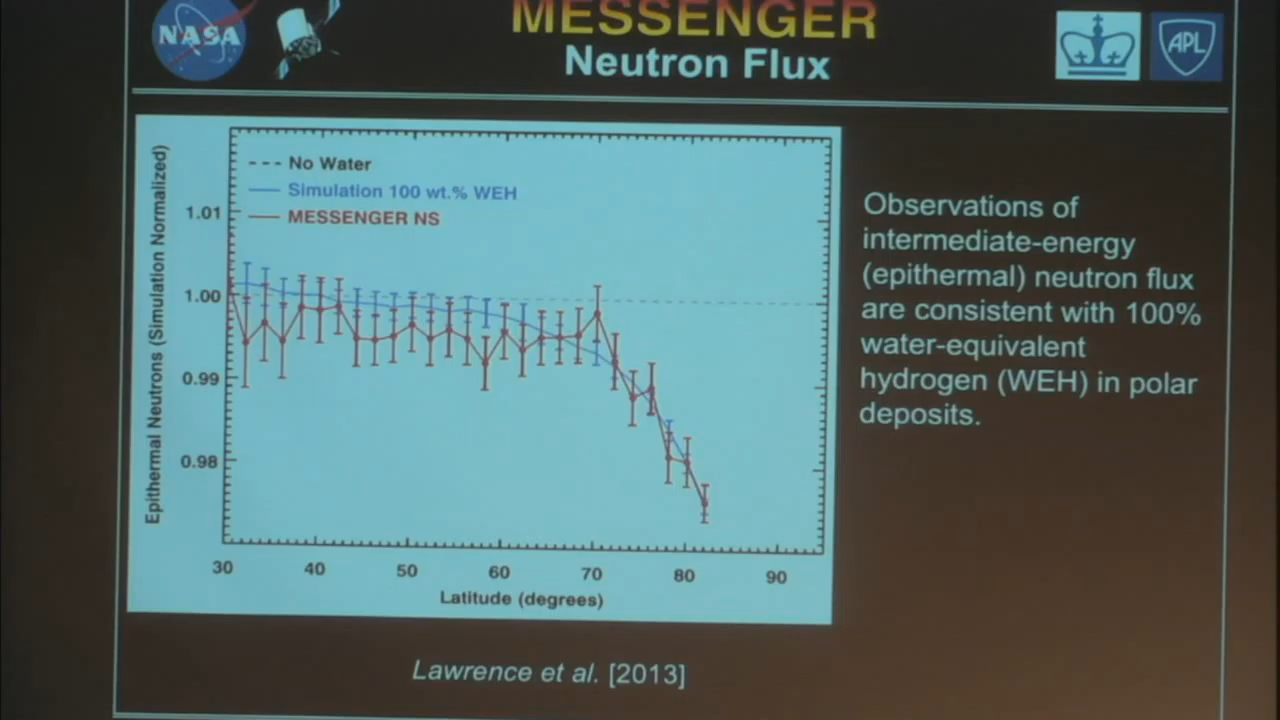 MESSENGER
Neutron Flux
NASA
APL
No Water
Simulation 100 wt.% WEH
MESSENGER NS
Epithermal Neutrons (Simulation Normalized)
1.01
1.00
0.99
0.98
30 40 50 60 70 80 90
Latitude (degrees)
Observations of
intermediate-energy
(epithermal) neutron flux
are consistent with 100%
water-equivalent
hydrogen (WEH) in polar
deposits.
Lawrence et al. [2013]